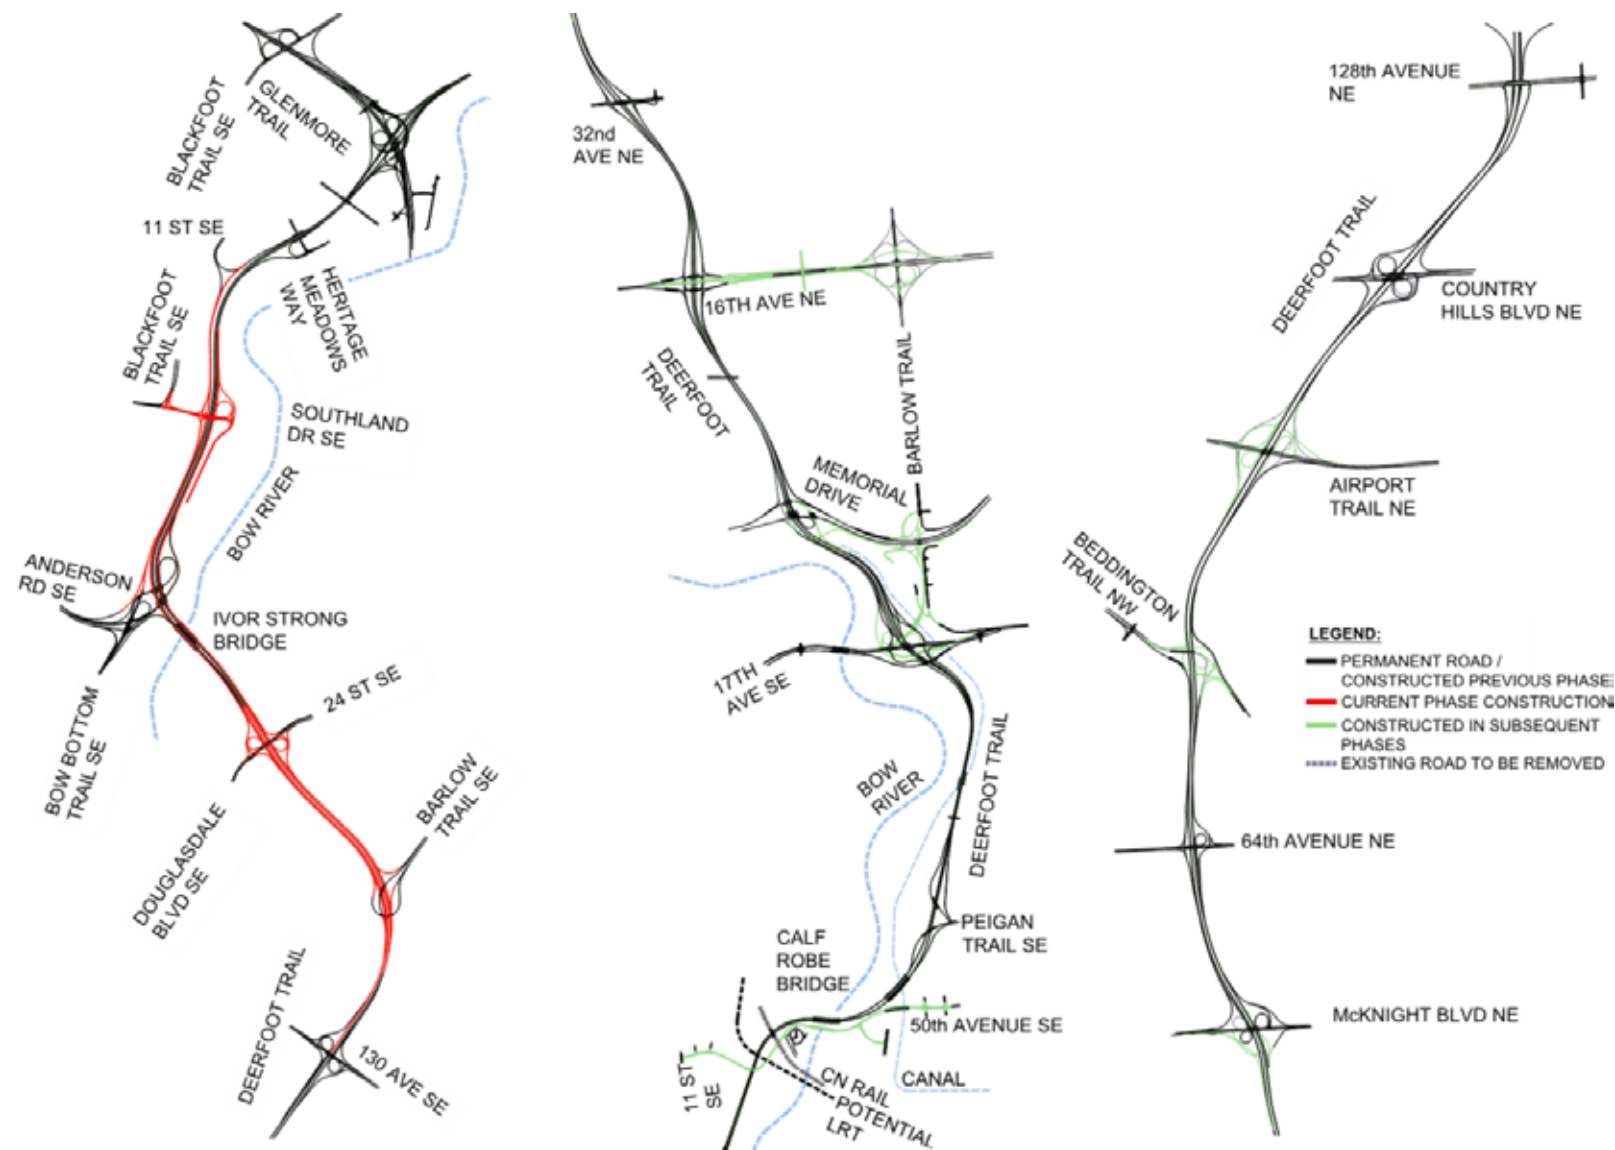 BLACKFOOT
TRAIL SE
GLENMORE
TRAIL
11 ST SE
HERITAGE
MEADOWS
WAY
BLACKFOOT
TRAIL SE
SOUTHLAND
DR SE
BOW RIVER
ANDERSON
RD SE
IVOR STRONG
BRIDGE
24 ST SE
BOW BOTTOM
TRAIL SE
DOUGLASDALE
BLVD SE
BARLOW
TRAIL SE
DEERFOOT TRAIL
130 AVE SE
32nd
AVE NE
16TH AVE NE
DEERFOOT
TRAIL
BARLOW TRAIL
MEMORIAL
DRIVE
17TH
AVE SE
BOW
RIVER
DEERFOOT TRAIL
PEIGAN
TRAIL SE
CALF
ROBE
BRIDGE
50th AVENUE SE
11 ST
SE
CN RAIL
POTENTIAL
LRT
CANAL
128th AVENUE
NE
DEERFOOT TRAIL
COUNTRY
HILLS BLVD NE
AIRPORT
TRAIL NE
BEDDINGTON
TRAIL NW
LEGEND:
PERMANENT ROAD /
CONSTRUCTED PREVIOUS PHASE
CURRENT PHASE CONSTRUCTION
CONSTRUCTED IN SUBSEQUENT
PHASES
EXISTING ROAD TO BE REMOVED
64th AVENUE NE
McKNIGHT BLVD NE